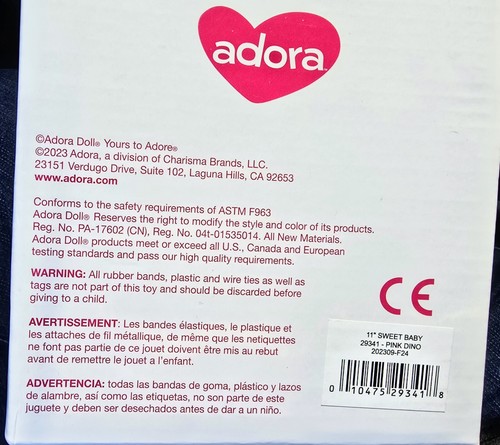 adora
©Adora Doll® Yours to Adore®
©2023 Adora, a division of Charisma Brands, LLC.
23151 Verdugo Drive, Suite 102, Laguna Hills, CA 92653
www.adora.com
Conforms to the safety requirements of ASTM F963
Adora Doll® Reserves the right to modify the style and color of its products.
Reg. No. PA-17602 (CN), Reg. No. 04t-01535014. All New Materials.
Adora Doll® products meet or exceed all U.S., Canada and European
testing standards and pass our high quality requirements.
WARNING: All rubber bands, plastic and wire ties as well as
tags are not part of this toy and should be discarded before
giving to a child.
CE
AVERTISSEMENT: Les bandes élastiques, le plastique et
les attaches de fil métallique, de même que les netiquettes
ne font pas partie de ce jouet doivent être mis au rebut
avant de remettre le jouet a l'enfant.
11" SWEET BABY
29341 - PINK DINO
202309-F24
0 10475 29341 8
ADVERTENCIA: todas las bandas de goma, plástico y lazos
de alambre, así como las etiquetas, no son parte de este
juguete y deben ser desechados antes de dar a un niño.